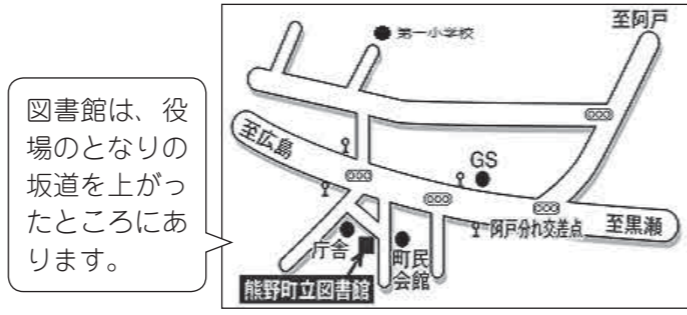 図書館は、役
場のとなりの
坂道を上がっ
たところにあ
ります。
第一小学校
至阿戸
至広島
GS
阿戸分れ交差点
至黒瀬
庁舎
町民
会館
熊野町立図書館